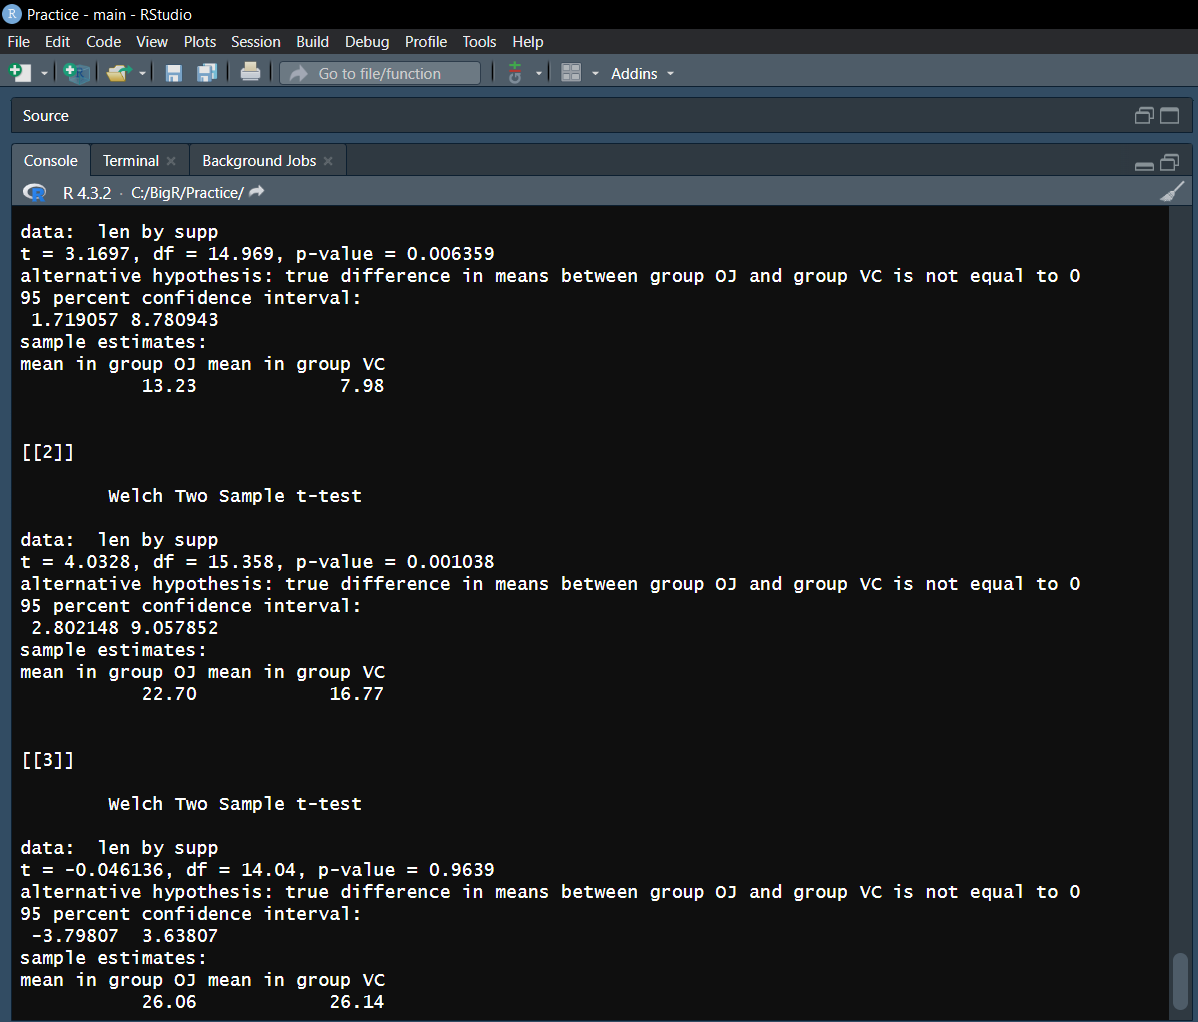 Practice - main - RStudio
File Edit Code View Plots Session Build Debug Profile Tools Help
Go to file/function Addins
Source
Console Terminal Background Jobs
R 4.3.2 · C:/BigR/Practice/
data:  len by supp
t = 3.1697, df = 14.969, p-value = 0.006359
alternative hypothesis: true difference in means between group OJ and group VC is not equal to 0
95 percent confidence interval:
 1.719057 8.780943
sample estimates:
mean in group OJ mean in group VC
           13.23             7.98
[[2]]
        Welch Two Sample t-test
data:  len by supp
t = 4.0328, df = 15.358, p-value = 0.001038
alternative hypothesis: true difference in means between group OJ and group VC is not equal to 0
95 percent confidence interval:
 2.802148 9.057852
sample estimates:
mean in group OJ mean in group VC
           22.70            16.77
[[3]]
        Welch Two Sample t-test
data:  len by supp
t = -0.046136, df = 14.04, p-value = 0.9639
alternative hypothesis: true difference in means between group OJ and group VC is not equal to 0
95 percent confidence interval:
 -3.79807  3.63807
sample estimates:
mean in group OJ mean in group VC
           26.06            26.14